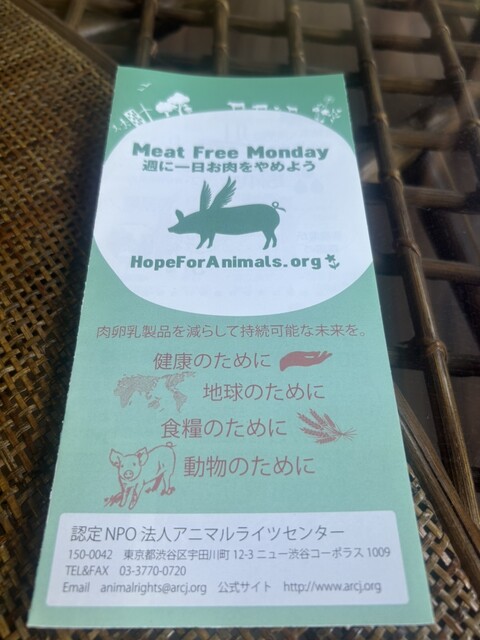 Meat Free Monday
週に一日お肉をやめよう
HopeForAnimals.org
肉卵乳製品を減らして持続可能な未来を。
健康のために
地球のために
食糧のために
動物のために
認定NPO法人アニマルライツセンター
150-0042 東京都渋谷区宇田川町 12-3 ニュー渋谷コーポラス 1009
TEL&FAX 03-3770-0720
Email animalrights@arcj.org 公式サイト http://www.arcj.org